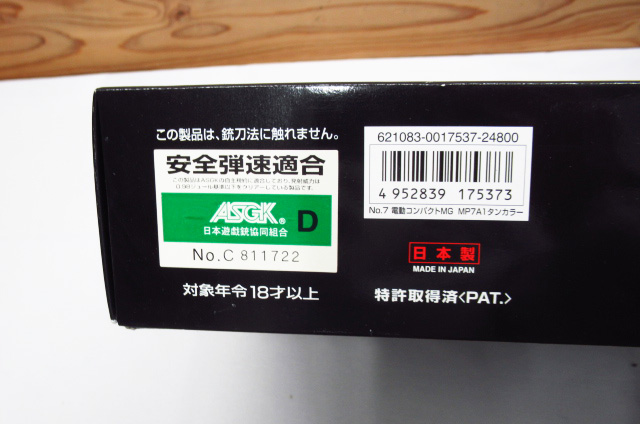 この製品は、銃刀法に触れません。
安全弾速適合
ASGK® D
日本遊戯銃協同組合
No.C 811722
対象年令18才以上
621083-0017537-24800
4 952839 175373
No.7 電動コンパクトMG MP7A1タンカラー
日本製
MADE IN JAPAN
特許取得済<PAT.>